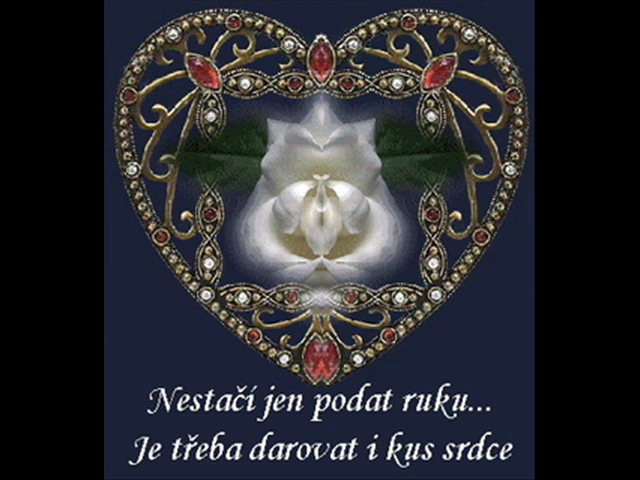 Nestačí jen podat ruku...
Je třeba darovat i kus srdce